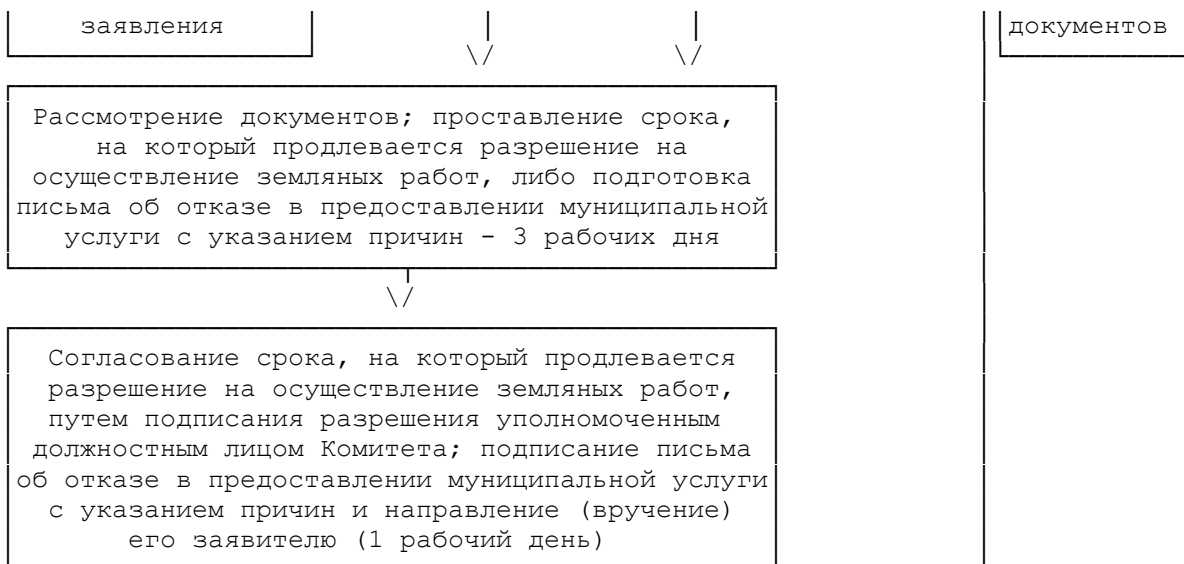 заявления
документов
\/ \/
Рассмотрение документов; проставление срока,
на который продлевается разрешение на
осуществление земляных работ, либо подготовка
письма об отказе в предоставлении муниципальной
услуги с указанием причин - 3 рабочих дня
\/
Согласование срока, на который продлевается
разрешение на осуществление земляных работ,
путем подписания разрешения уполномоченным
должностным лицом Комитета; подписание письма
об отказе в предоставлении муниципальной услуги
с указанием причин и направление (вручение)
его заявителю (1 рабочий день)